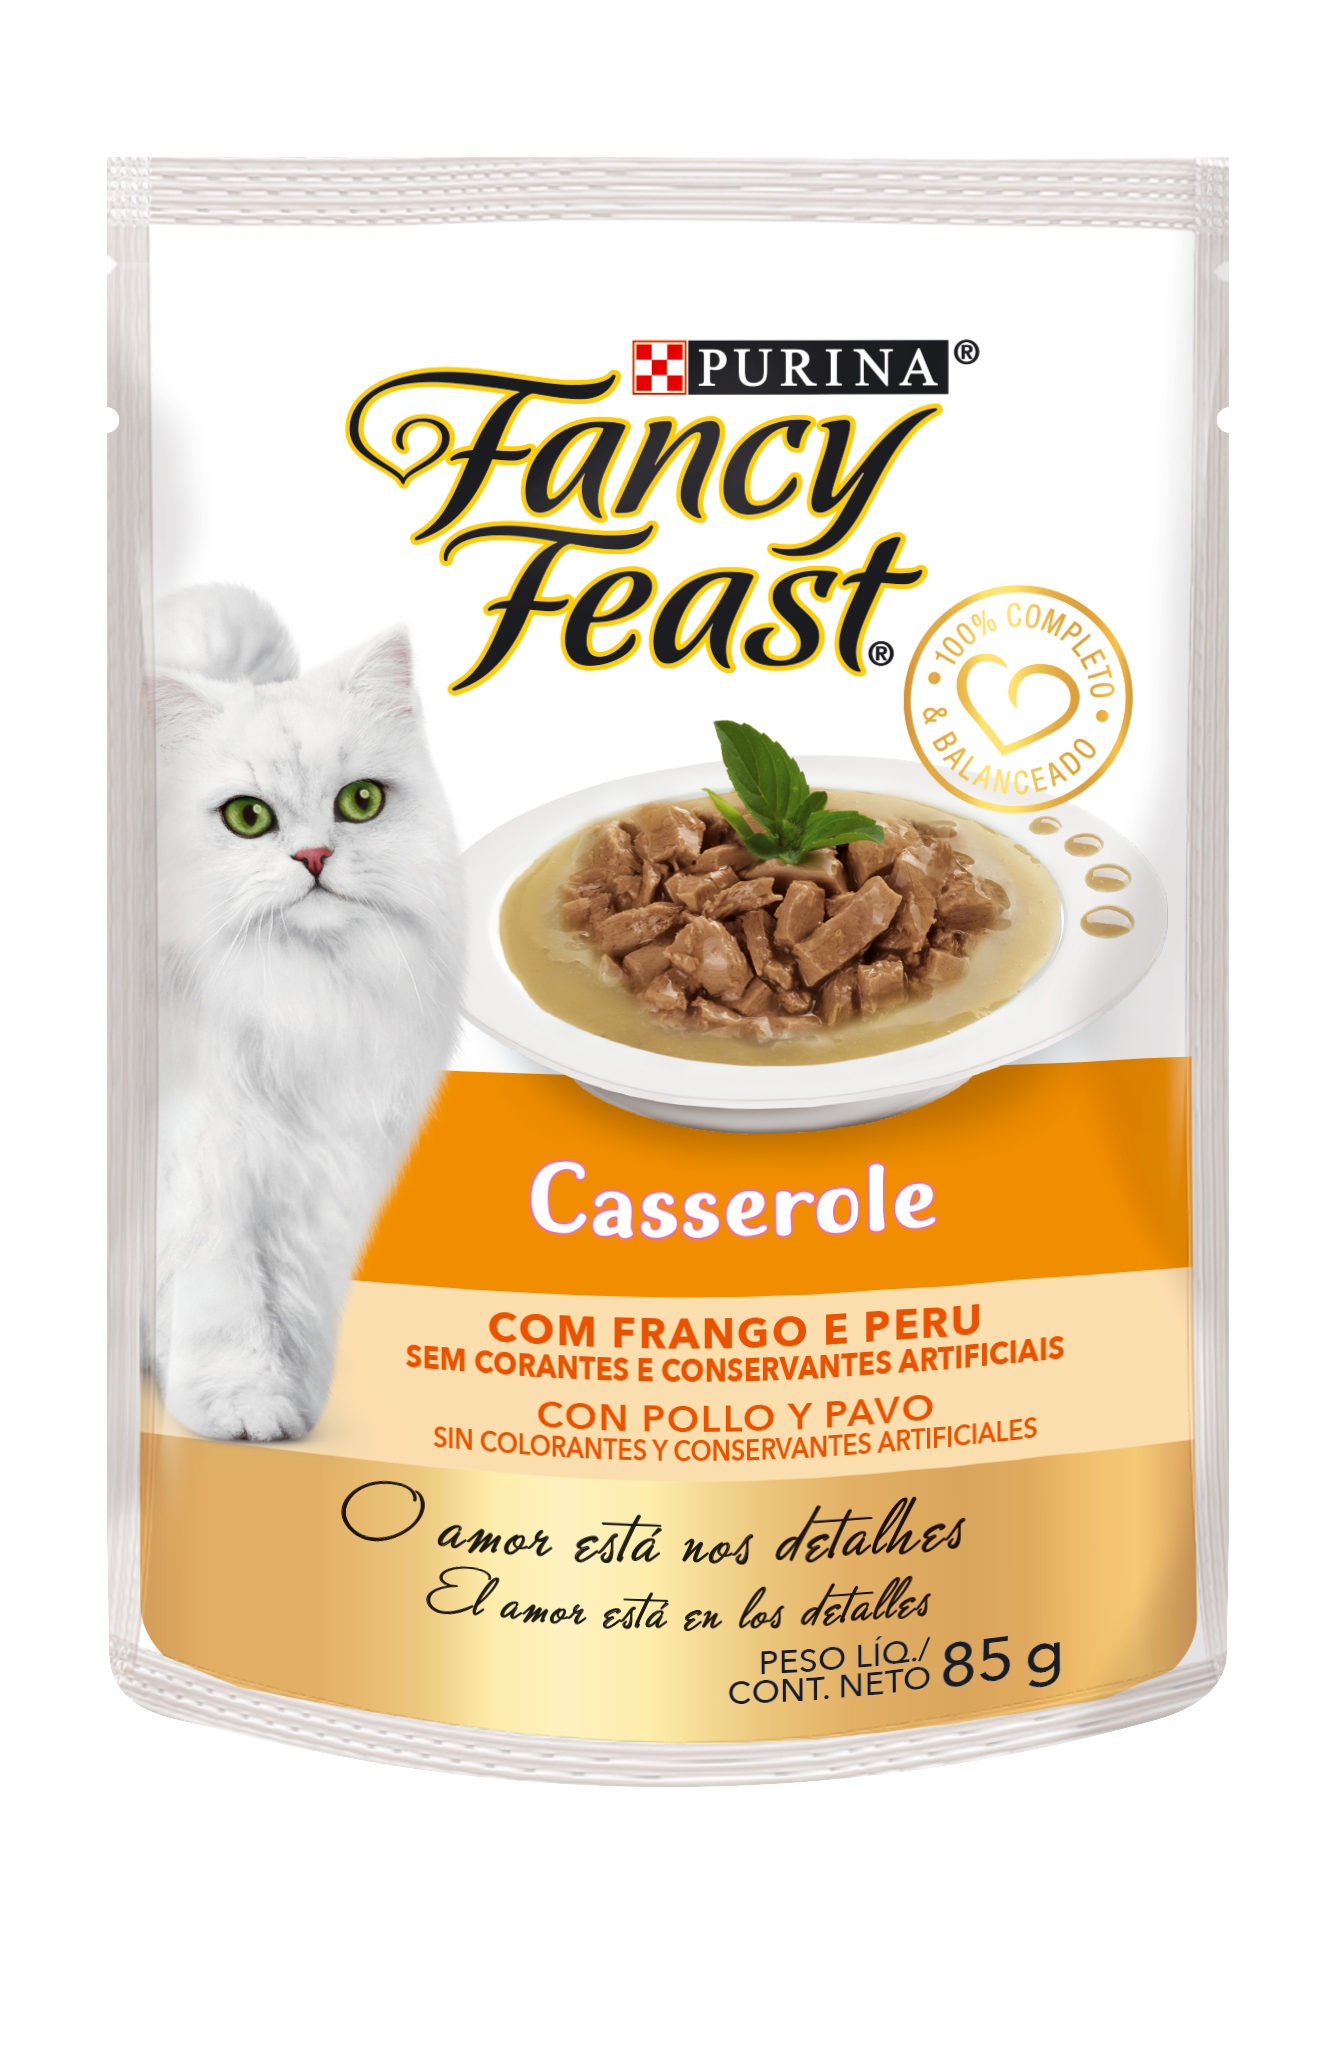 PURINA®
Fancy
Feast®
100% COMPLETO
& BALANCEADO
Casserole
COM FRANGO E PERU
SEM CORANTES E CONSERVANTES ARTIFICIAIS
CON POLLO Y PAVO
SIN COLORANTES Y CONSERVANTES ARTIFICIALES
O amor está nos detalhes
El amor está en los detalles
PESO LÍQ./
CONT. NETO 85 g